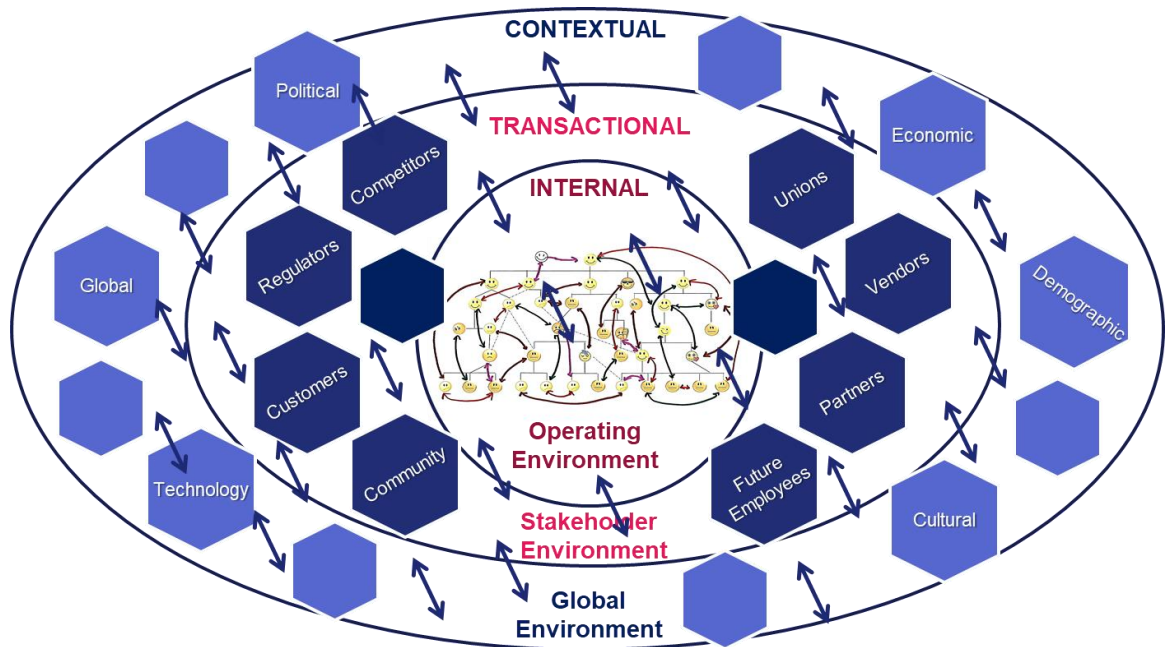 CONTEXTUAL
Political
TRANSACTIONAL
Economic
Competitors
Unions
INTERNAL
Regulators
Vendors
Global
Demographic
Customers
Partners
Operating
Environment
Community
Future
Employees
Technology
Cultural
Stakeholder
Environment
Global
Environment